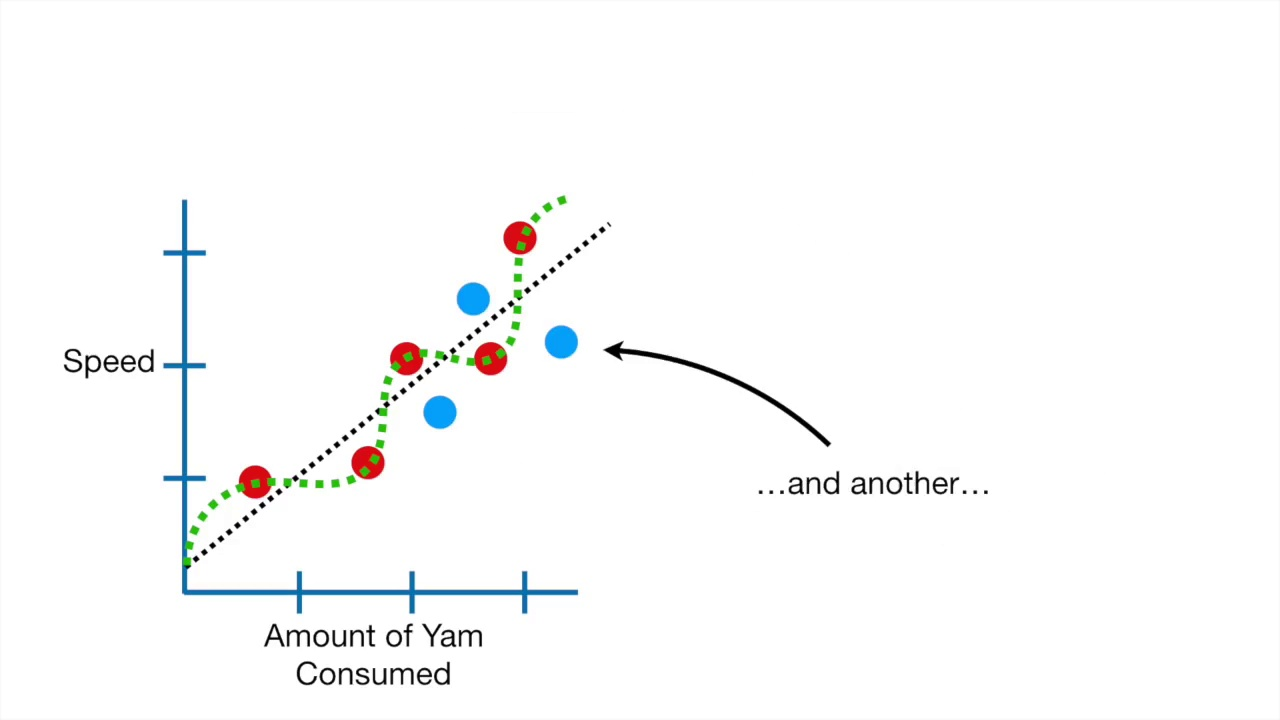 Speed
…and another…
Amount of Yam
Consumed